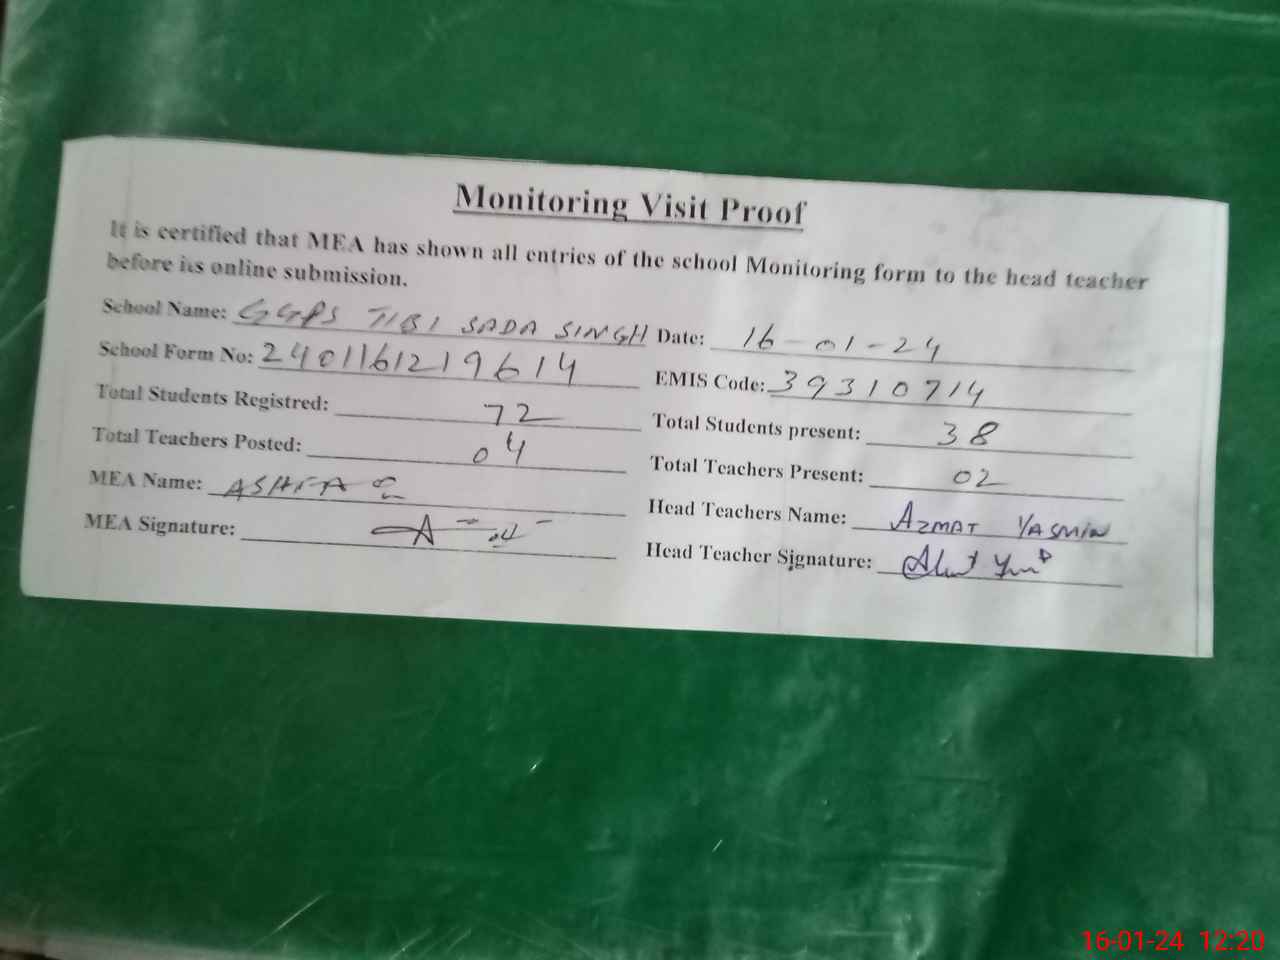 Monitoring Visit Proof
It is certified that MEA has shown all entries of the school Monitoring form to the head teacher
before its online submission.
School Name: GGPS TIBI SADA SINGH Date: 16-01-24
School Form No: 2401161219614 EMIS Code: 39310714
Total Students Registred: 72 Total Students present: 38
Total Teachers Posted: 04 Total Teachers Present: 02
MEA Name: ASHFAQ Head Teachers Name: AZMAT YASMIN
MEA Signature: Head Teacher Signature:
16-01-24 12:20